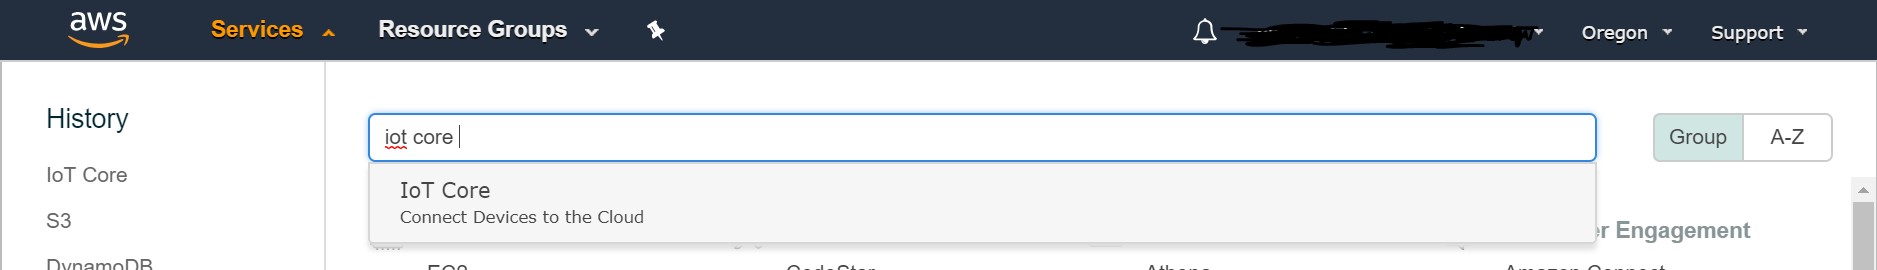 aws Services Resource Groups Oregon Support
History
iot core
Group A-Z
IoT Core
IoT Core
Connect Devices to the Cloud
S3
er Engagement
DynamoDB
EC2 CodeStar Athena Amazon Connect